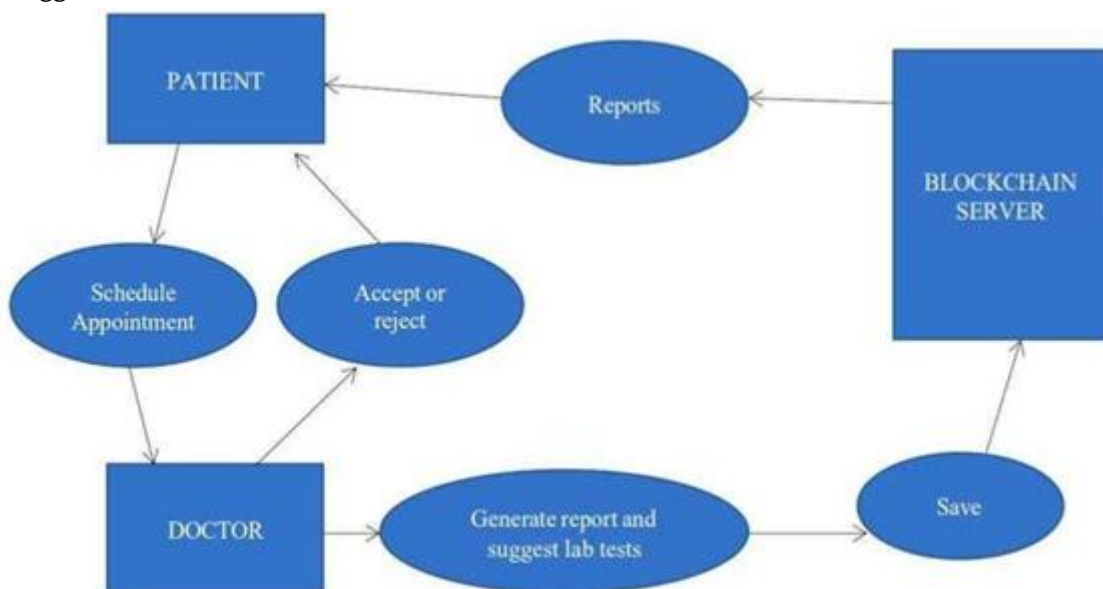 PATIENT
Reports
BLOCKCHAIN
SERVER
Schedule
Appointment
Accept or
reject
DOCTOR
Generate report and
suggest lab tests
Save